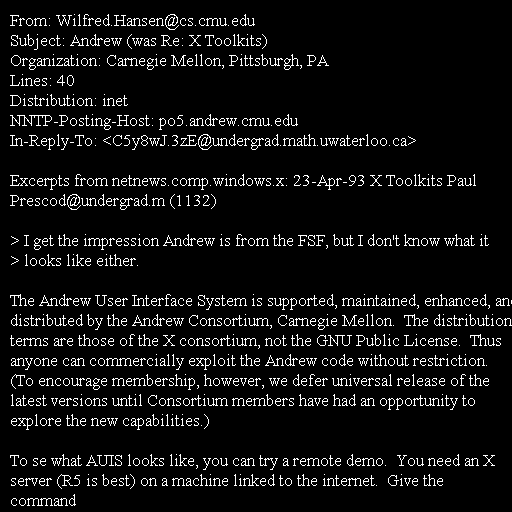 From: Wilfred.Hansen@cs.cmu.edu
Subject: Andrew (was Re: X Toolkits)
Organization: Carnegie Mellon, Pittsburgh, PA
Lines: 40
Distribution: inet
NNTP-Posting-Host: po5.andrew.cmu.edu
In-Reply-To: <C5y8wJ.3zE@undergrad.math.uwaterloo.ca>

Excerpts from netnews.comp.windows.x: 23-Apr-93 X Toolkits Paul
Prescod@undergrad.m (1132)

> I get the impression Andrew is from the FSF, but I don't know what it
> looks like either.

The Andrew User Interface System is supported, maintained, enhanced, an
distributed by the Andrew Consortium, Carnegie Mellon.  The distribution
terms are those of the X consortium, not the GNU Public License.  Thus
anyone can commercially exploit the Andrew code without restriction.
(To encourage membership, however, we defer universal release of the
latest versions until Consortium members have had an opportunity to
explore the new capabilities.)

To se what AUIS looks like, you can try a remote demo.  You need an X
server (R5 is best) on a machine linked to the internet.  Give the
command